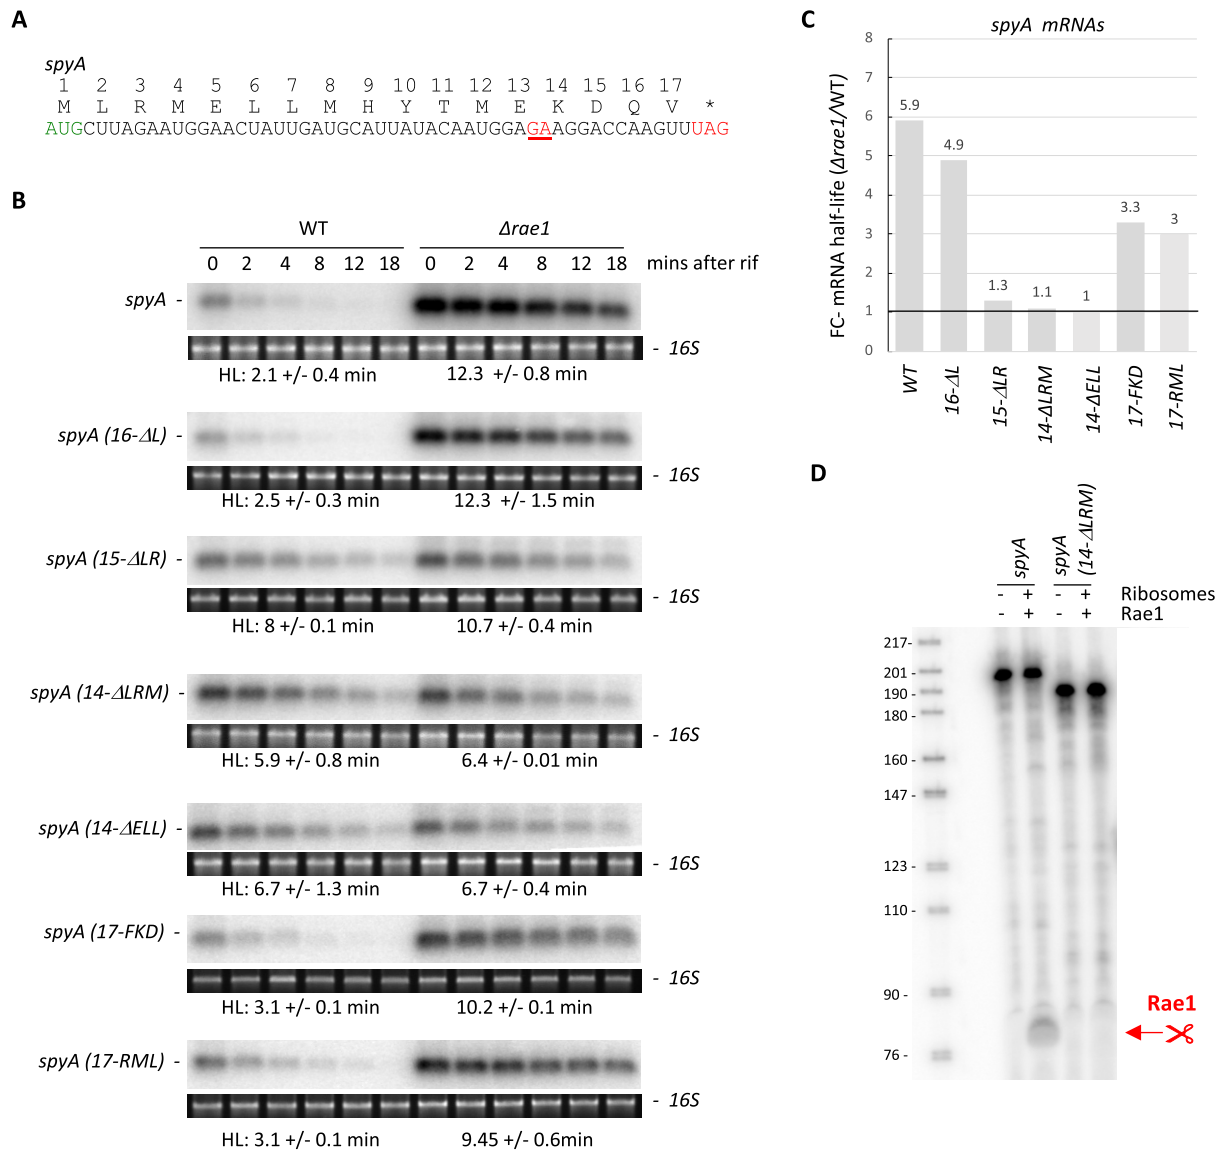 A
spyA
1 2 3 4 5 6 7 8 9 10 11 12 13 14 15 16 17
M L R M E L L M H Y T M E K D Q V *
AUGCUUAGAAUGGAACUAUUGAUGCAUUAUACAAUGGAGAAGGACCAAGUUUAG
B
WT Δrae1
0 2 4 8 12 18 0 2 4 8 12 18 mins after rif
spyA -
- 16S
HL: 2.1 +/- 0.4 min 12.3 +/- 0.8 min
spyA (16-ΔL) -
- 16S
HL: 2.5 +/- 0.3 min 12.3 +/- 1.5 min
spyA (15-ΔLR) -
- 16S
HL: 8 +/- 0.1 min 10.7 +/- 0.4 min
spyA (14-ΔLRM) -
- 16S
HL: 5.9 +/- 0.8 min 6.4 +/- 0.01 min
spyA (14-ΔELL) -
- 16S
HL: 6.7 +/- 1.3 min 6.7 +/- 0.4 min
spyA (17-FKD) -
- 16S
HL: 3.1 +/- 0.1 min 10.2 +/- 0.1 min
spyA (17-RML) -
- 16S
HL: 3.1 +/- 0.1 min 9.45 +/- 0.6min
C
spyA mRNAs
FC- mRNA half-life (Δrae1/WT)
8
7
6
5
4
3
2
1
0
5.9
4.9
1.3
1.1
1
3.3
3
WT
16-ΔL
15-ΔLR
14-ΔLRM
14-ΔELL
17-FKD
17-RML
D
spyA
spyA
(14-ΔLRM)
- + - + Ribosomes
- + - + Rae1
217-
201 -
190 -
180 -
160 -
147 -
123 -
110 -
90 -
76 -
Rae1